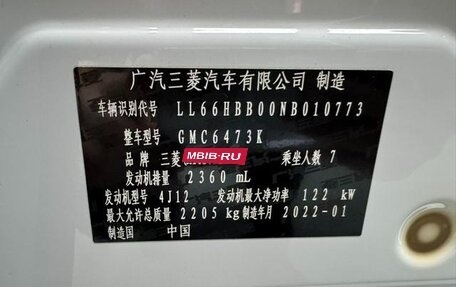 广汽三菱汽车有限公司 制造
车辆识别代号 LL66HBB00NB010773
整车型号 GMC6473K
品 牌 三菱 乘坐人数 7
MBIB·RU
发动机排量 2360 mL
发动机型号 4J12 发动机最大净功率 122 kW
最大允许总质量 2205 kg 制造年月 2022-01
制造国 中国